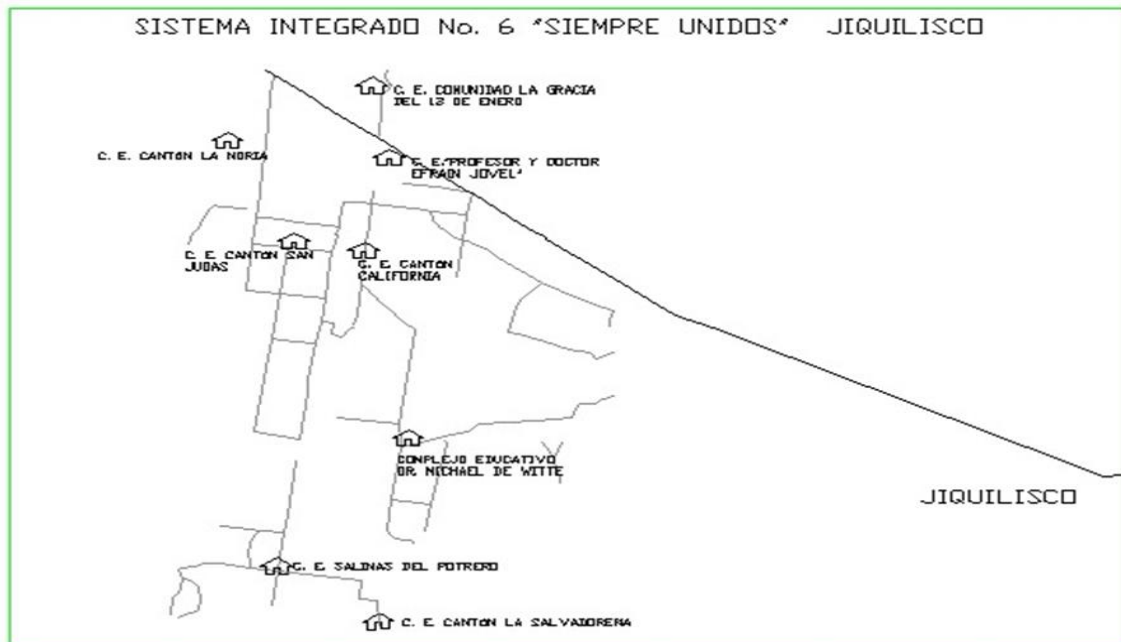 SISTEMA INTEGRADO No. 6 "SIEMPRE UNIDOS" JIQUILISCO
C. E. COMUNIDAD LA GRACIA
DEL 13 DE ENERO
C. E. CANTON LA NORIA
C. E."PROFESOR Y DOCTOR
EFRAIN JOVEL"
C. E. CANTON SAN
JUDAS
C. E. CANTON
CALIFORNIA
COMPLEJO EDUCATIVO
DR. MICHAEL DE WITTE
JIQUILISCO
C. E. SALINAS DEL POTRERO
C. E. CANTON LA SALVADORENA